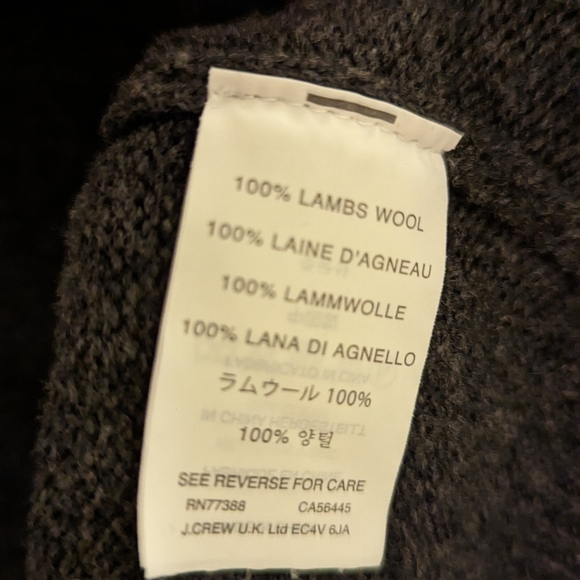 100% LAMBS WOOL
100% LAINE D'AGNEAU
100% LAMMWOLLE
100% LANA DI AGNELLO
ラムウール 100%
100% 양털
SEE REVERSE FOR CARE
RN77388 CA56445
J.CREW U.K. Ltd EC4V 6JA